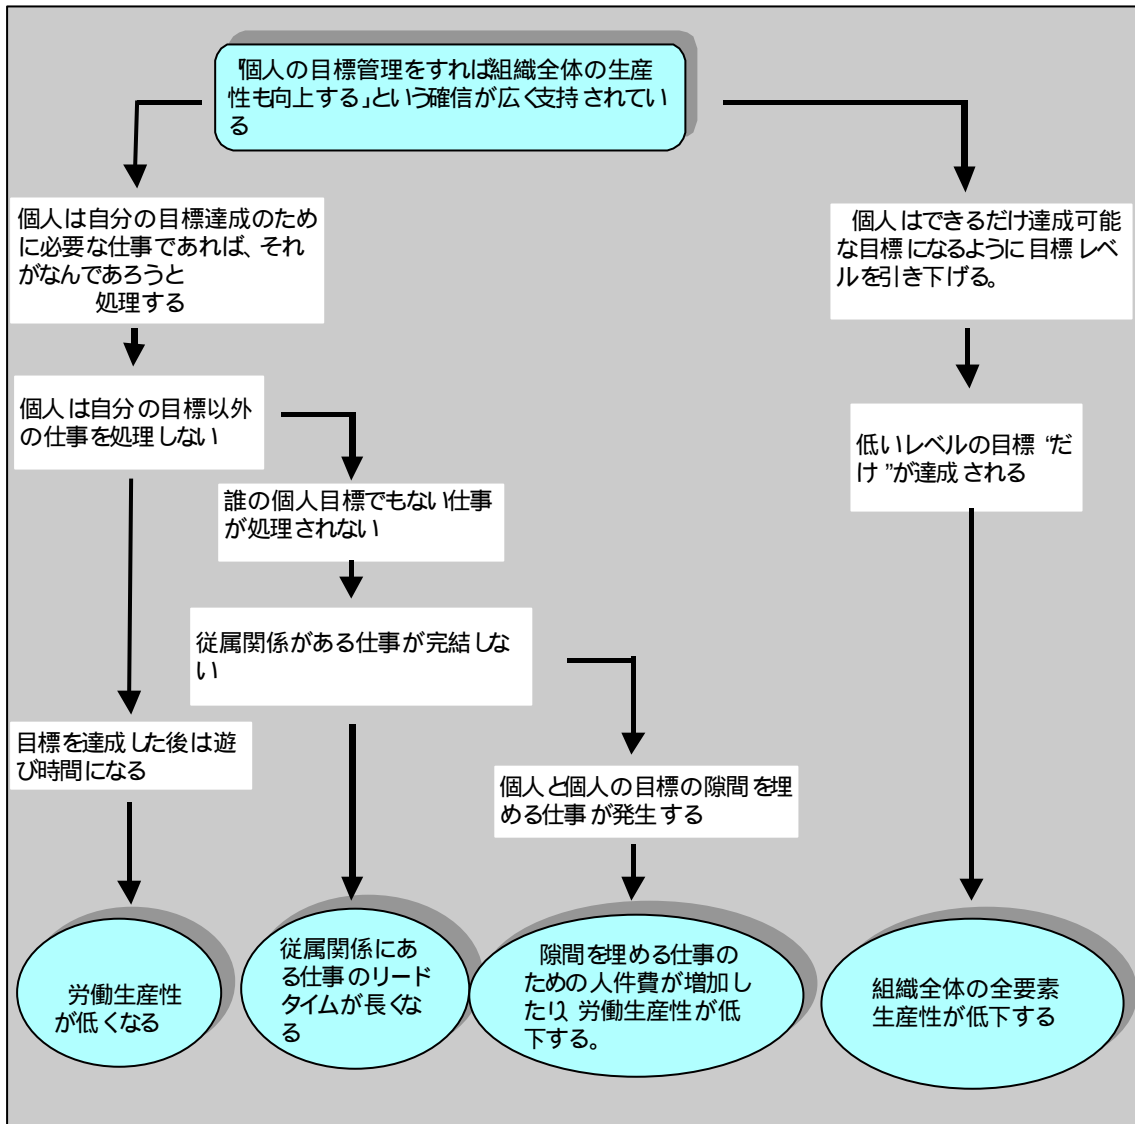 「個人の目標管理をすれば組織全体の生産
性も向上する」という確信が広く支持されてい
る
個人は自分の目標達成のため
に必要な仕事であれば、それ
がなんであろうと
処理する
個人はできるだけ達成可能
な目標になるように目標レベ
ルを引き下げる。
個人は自分の目標以外
の仕事を処理しない
低いレベルの目標“だ
け”が達成される
誰の個人目標でもない仕事
が処理されない
従属関係がある仕事が完結しな
い
目標を達成した後は遊
び時間になる
個人と個人の目標の隙間を埋
める仕事が発生する
労働生産性
が低くなる
従属関係にあ
る仕事のリード
タイムが長くな
る
隙間を埋める仕事の
ための人件費が増加し
たり、労働生産性が低
下する。
組織全体の全要素
生産性が低下する